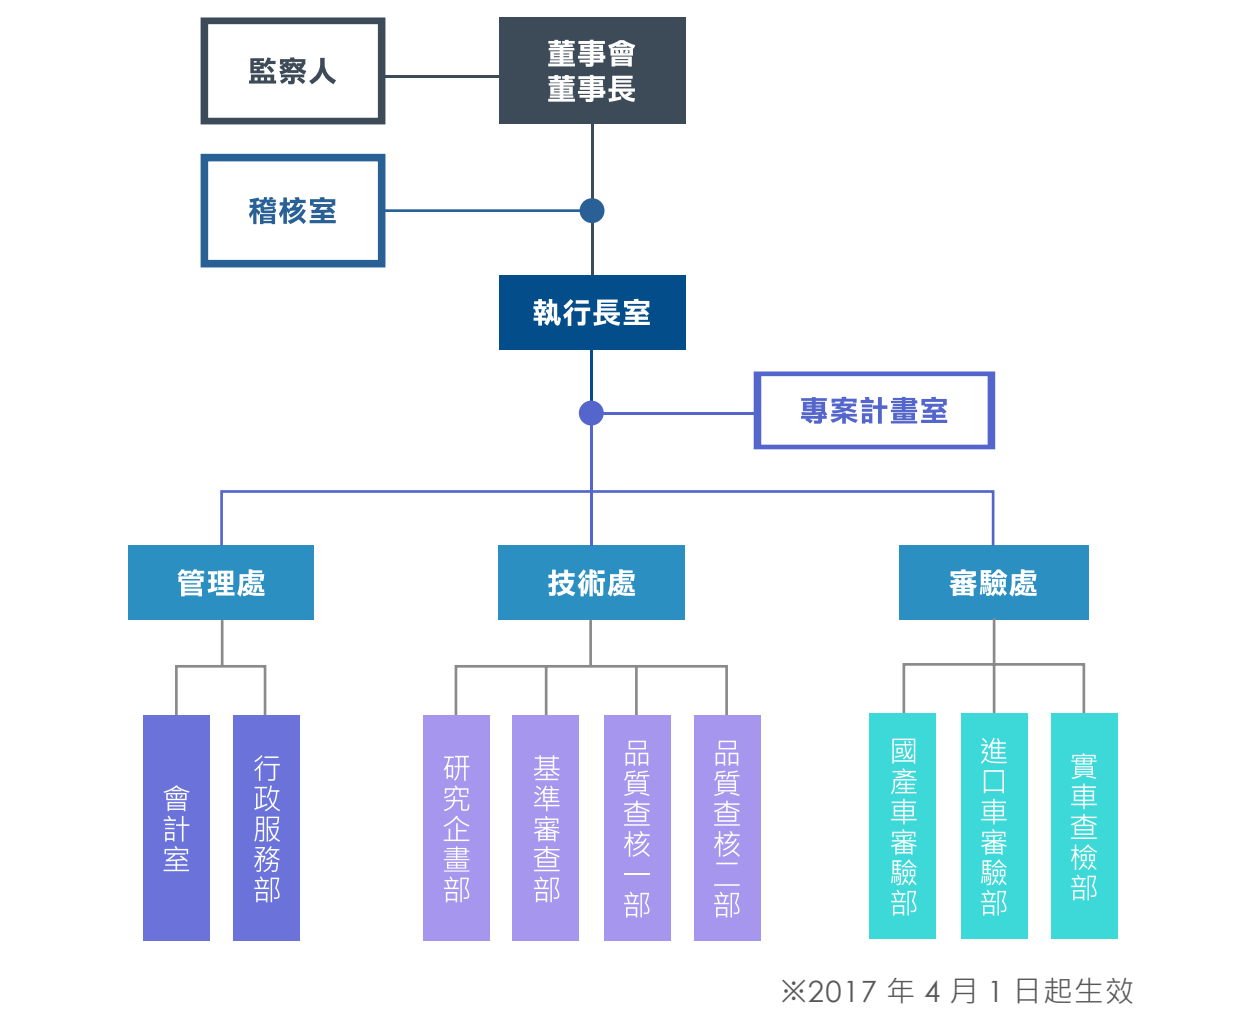 董事會
董事長
監察人
稽核室
執行長室
專案計畫室
管理處
技術處
審驗處
會計室
行政服務部
研究企畫部
基準審查部
品質查核一部
品質查核二部
國產車審驗部
進口車審驗部
實車查檢部
※2017 年 4 月 1 日起生效